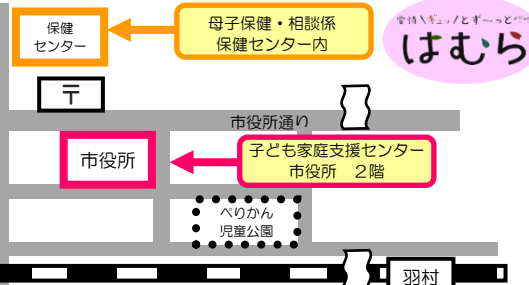 保健
センター
母子保健・相談係
保健センター内
はむら
〒
市役所通り
市役所
子ども家庭支援センター
市役所 2階
ぺりかん
児童公園
羽村